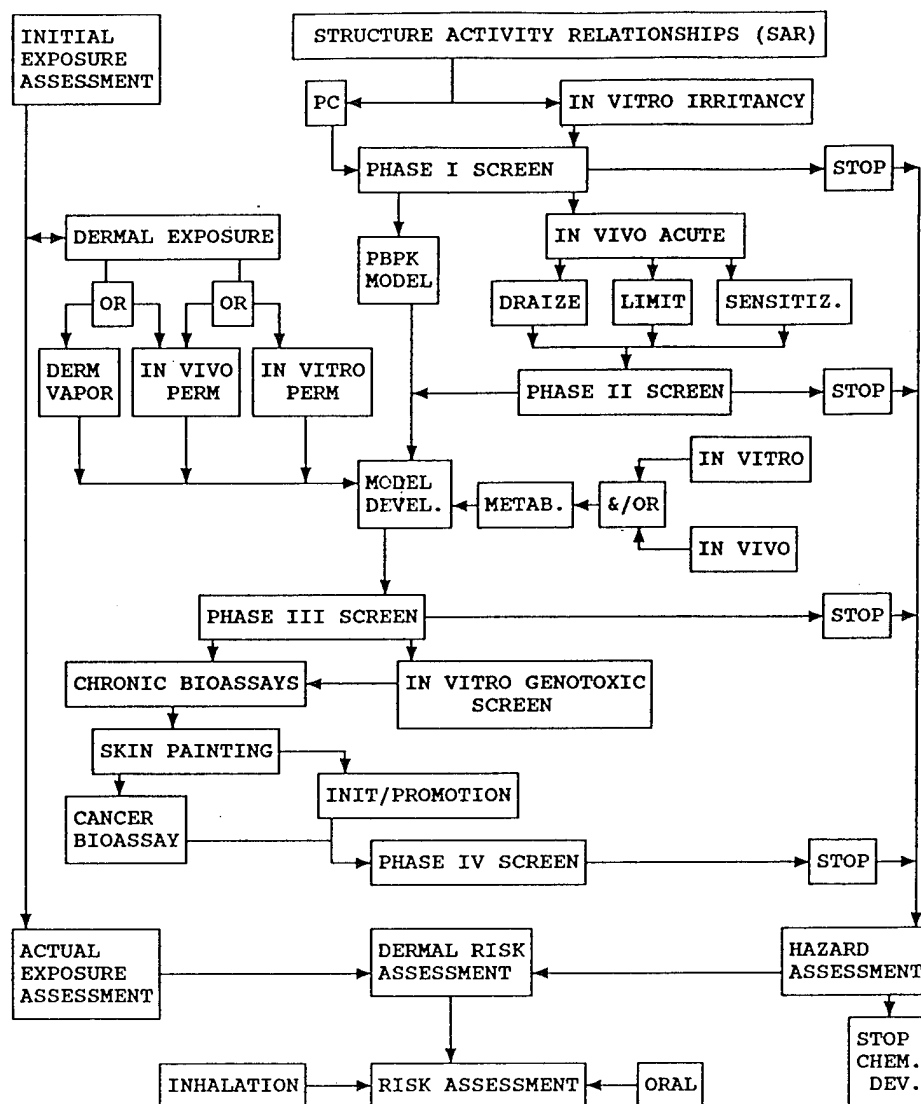 INITIAL
EXPOSURE
ASSESSMENT
STRUCTURE ACTIVITY RELATIONSHIPS (SAR)
PC
IN VITRO IRRITANCY
PHASE I SCREEN
STOP
DERMAL EXPOSURE
PBPK
MODEL
IN VIVO ACUTE
OR
OR
DRAIZE
LIMIT
SENSITIZ.
DERM
VAPOR
IN VIVO
PERM
IN VITRO
PERM
PHASE II SCREEN
STOP
MODEL
DEVEL.
METAB.
&/OR
IN VITRO
IN VIVO
PHASE III SCREEN
STOP
CHRONIC BIOASSAYS
IN VITRO GENOTOXIC
SCREEN
SKIN PAINTING
INIT/PROMOTION
CANCER
BIOASSAY
PHASE IV SCREEN
STOP
ACTUAL
EXPOSURE
ASSESSMENT
DERMAL RISK
ASSESSMENT
HAZARD
ASSESSMENT
STOP
CHEM.
DEV.
INHALATION
RISK ASSESSMENT
ORAL